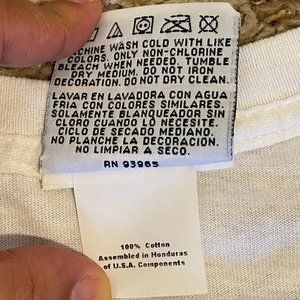 MACHINE WASH COLD WITH LIKE
COLORS. ONLY NON-CHLORINE
BLEACH WHEN NEEDED. TUMBLE
DRY MEDIUM. DO NOT IRON
DECORATION. DO NOT DRY CLEAN.
LAVAR EN LAVADORA CON AGUA
FRIA CON COLORES SIMILARES.
SOLAMENTE BLANQUEADOR SIN
CLORO CUANDO LO NECESITE.
CICLO DE SECADO MEDIANO.
NO PLANCHE LA DECORACION.
NO LIMPIAR A SECO.
RN 93965
100% Cotton
Assembled in Honduras
of U.S.A. Components